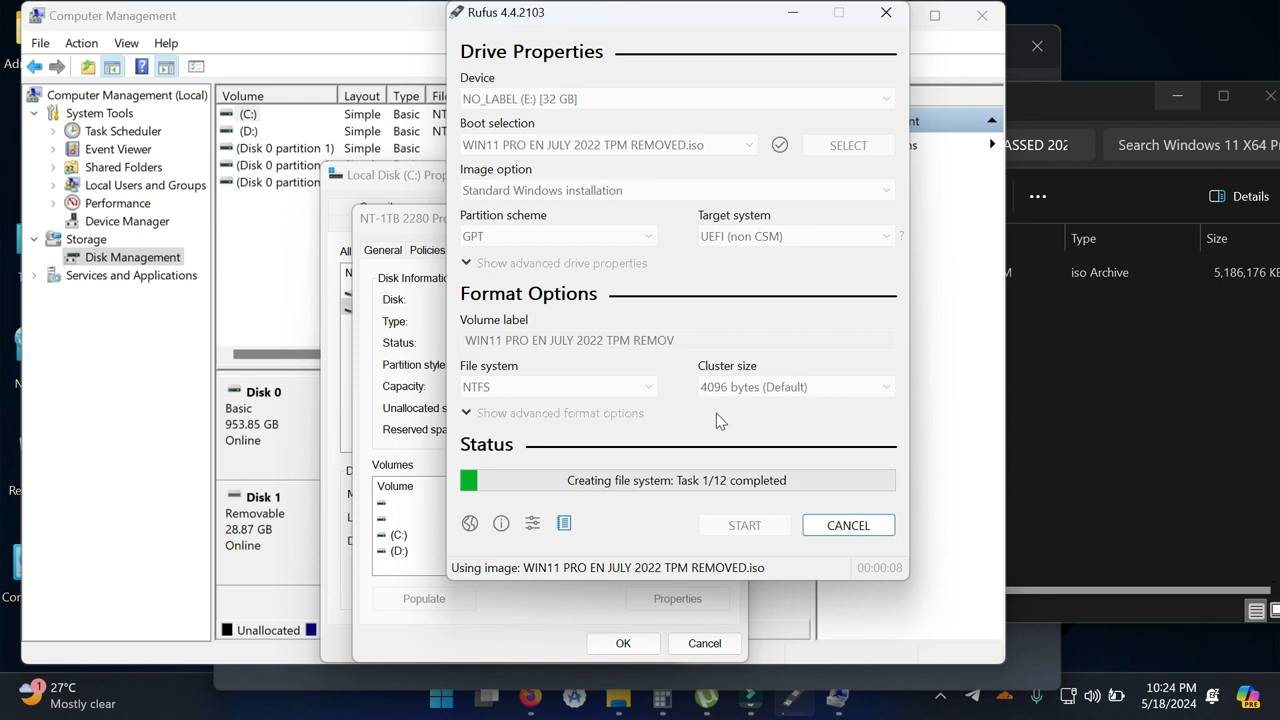 Computer Management
File Action View Help
Computer Management (Local)
System Tools
Task Scheduler
Event Viewer
Shared Folders
Local Users and Groups
Performance
Device Manager
Storage
Disk Management
Services and Applications
Volume Layout Type
(C:) Simple Basic
(D:) Simple Basic
(Disk 0 partition 1) Simple Basic
(Disk 0 partition
(Disk 0 partition
Disk 0
Basic
953.85 GB
Online
Disk 1
Removable
28.87 GB
Online
Unallocated
Local Disk (C:)
NT-1TB 2280
General Policies
Disk:
Type:
Status:
Partition style
Capacity:
Unallocated
Volumes
Volume
(C:)
(D:)
Populate Properties
OK Cancel
Rufus 4.4.2103
Drive Properties
Device
NO_LABEL (E:) [32 GB]
Boot selection
WIN11 PRO EN JULY 2022 TPM REMOVED.iso SELECT
Image option
Standard Windows installation
Partition scheme Target system
GPT UEFI (non CSM) ?
Show advanced drive properties
Format Options
Volume label
WIN11 PRO EN JULY 2022 TPM REMOV
File system Cluster size
NTFS 4096 bytes (Default)
Show advanced format options
Status
Creating file system: Task 1/12 completed
START CANCEL
Using image: WIN11 PRO EN JULY 2022 TPM REMOVED.iso 00:00:08
Search Windows 11 X64
Details
Type Size
iso Archive 5,186,176
27°C
Mostly clear
1
PRE
10:24 PM
5/18/2024